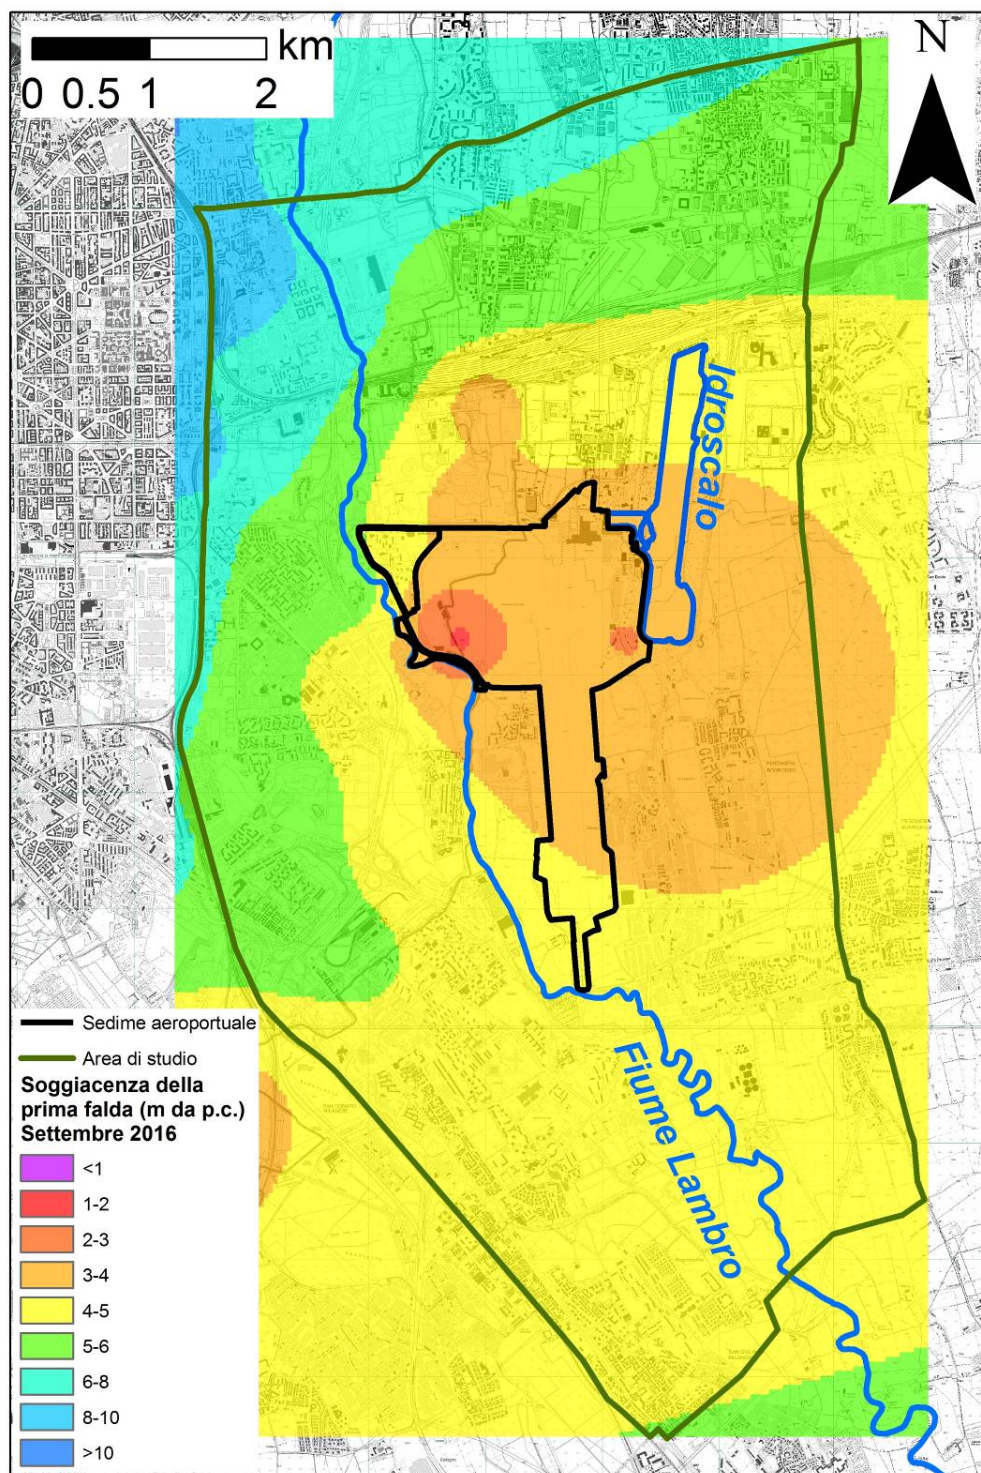 km
0 0.5 1 2
N
Idroscalo
Fiume Lambro
Sedime aeroportuale
Area di studio
Soggiacenza della
prima falda (m da p.c.)
Settembre 2016
<1
1-2
2-3
3-4
4-5
5-6
6-8
8-10
>10